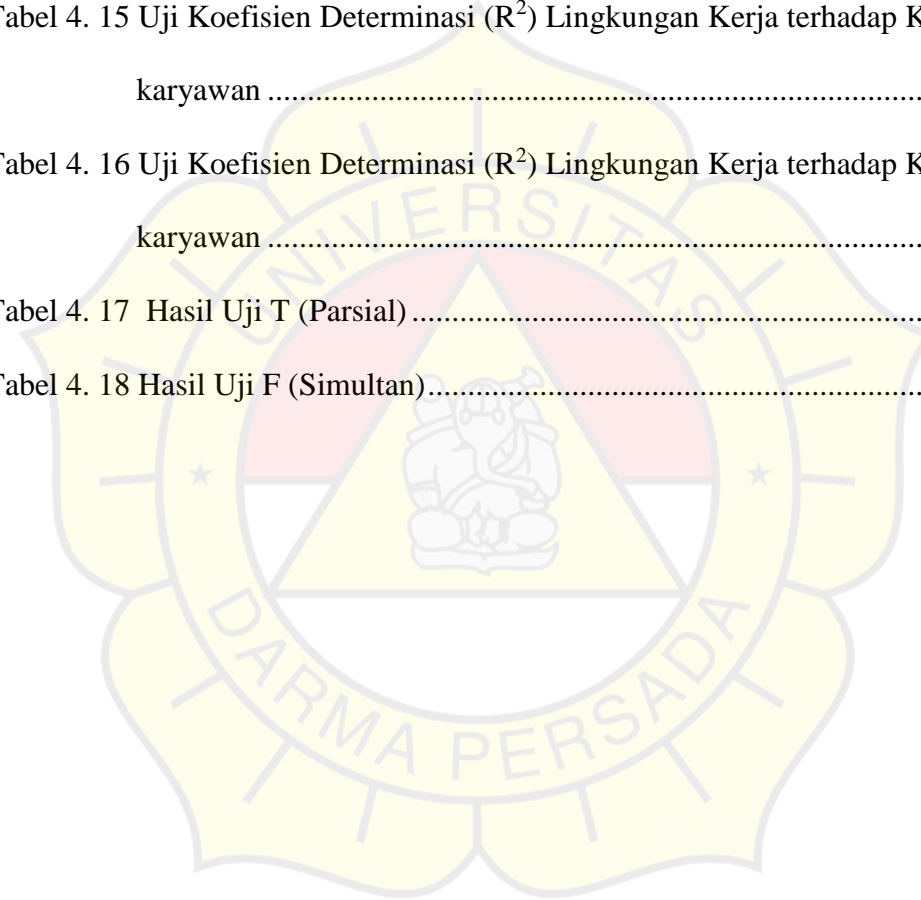 Tabel 4. 15 Uji Koefisien Determinasi (R²) Lingkungan Kerja terhadap
karyawan ....................................................................................
Tabel 4. 16 Uji Koefisien Determinasi (R²) Lingkungan Kerja terhadap
karyawan ....................................................................................
Tabel 4. 17 Hasil Uji T (Parsial) .................................................................
Tabel 4. 18 Hasil Uji F (Simultan) ...............................................................
UNIVERSITAS
DARMA PERSADA